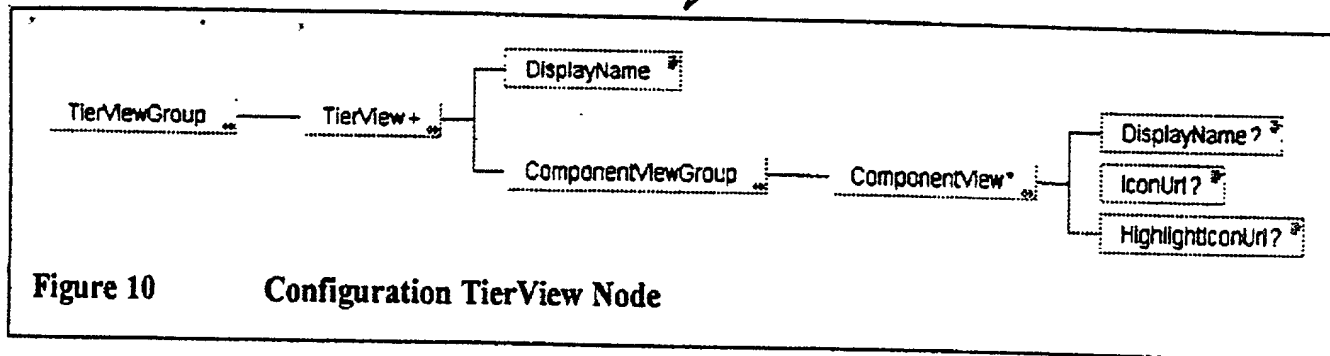 DisplayName
TierViewGroup
TierView+
ComponentViewGroup
ComponentView*
DisplayName?
IconUrl?
HighlightIconUrl?
Figure 10 Configuration TierView Node